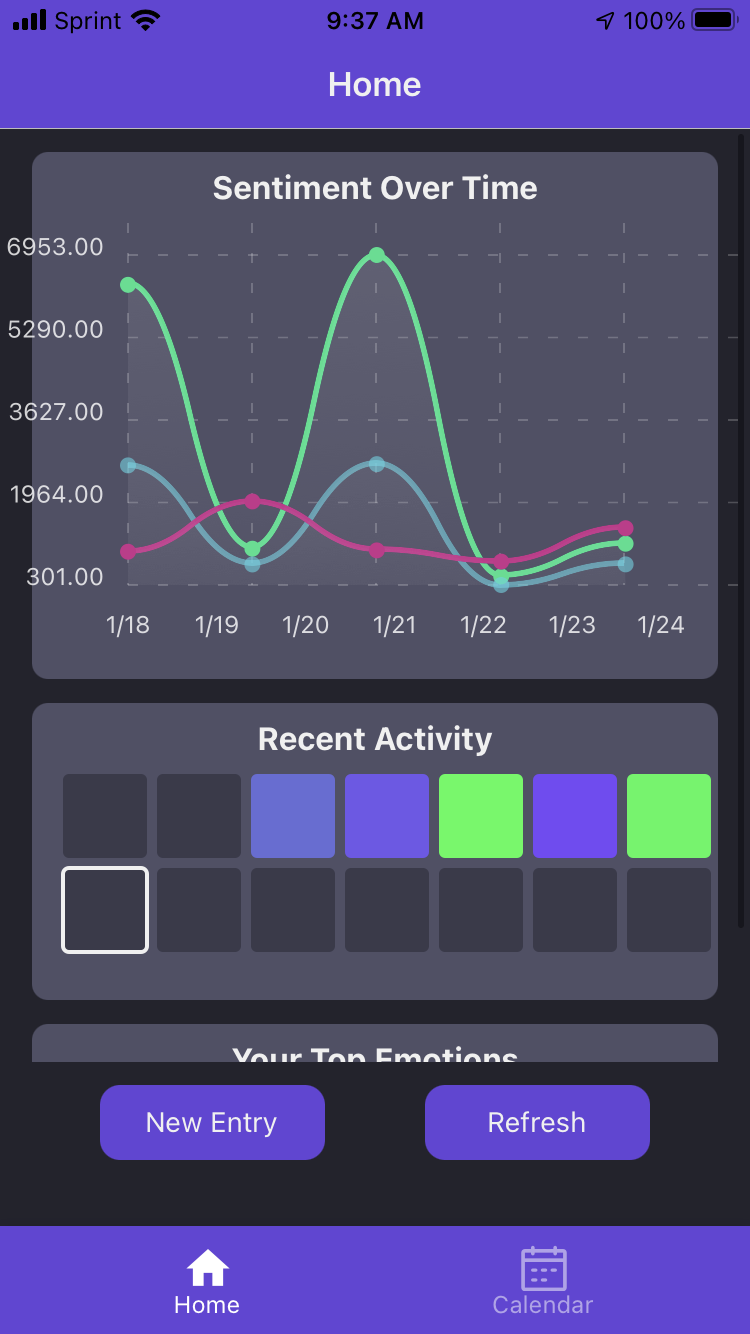 Sprint 9:37 AM 100%
Home
Sentiment Over Time
6953.00
5290.00
3627.00
1964.00
301.00
1/18 1/19 1/20 1/21 1/22 1/23 1/24
Recent Activity
Your Top Emotions
New Entry Refresh
Home Calendar